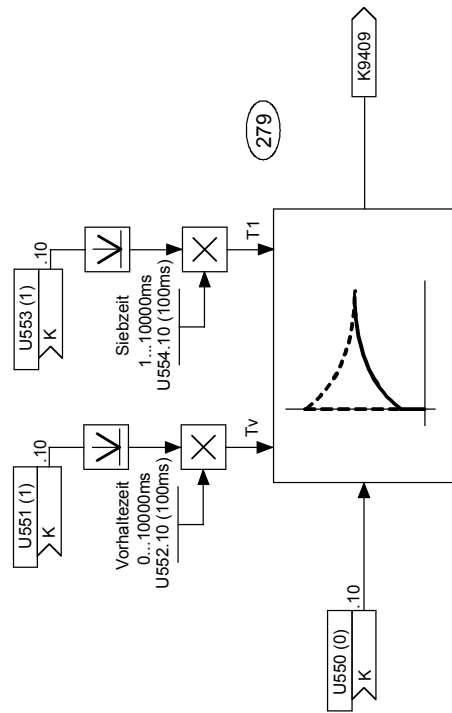 U551 (1)
K
.10
U553 (1)
K
.10
Vorhaltezeit
0...10000ms
U552.10 (100ms)
Siebzeit
1...10000ms
U554.10 (100ms)
Tv
T1
279
U550 (0)
K
.10
K9409